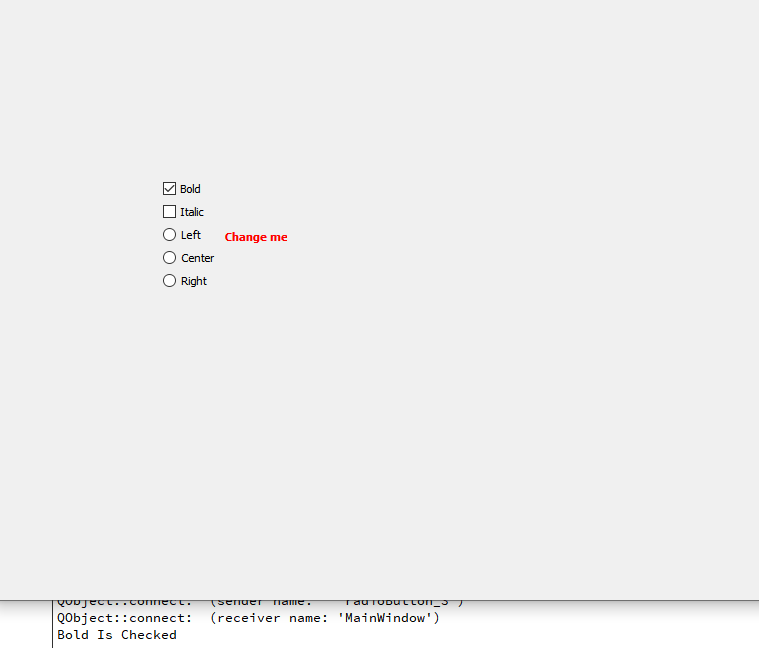 Bold
Italic
Left
Change me
Center
Right
QObject::connect:  (sender name:   'radioButton_3')
QObject::connect:  (receiver name: 'MainWindow')
Bold Is Checked